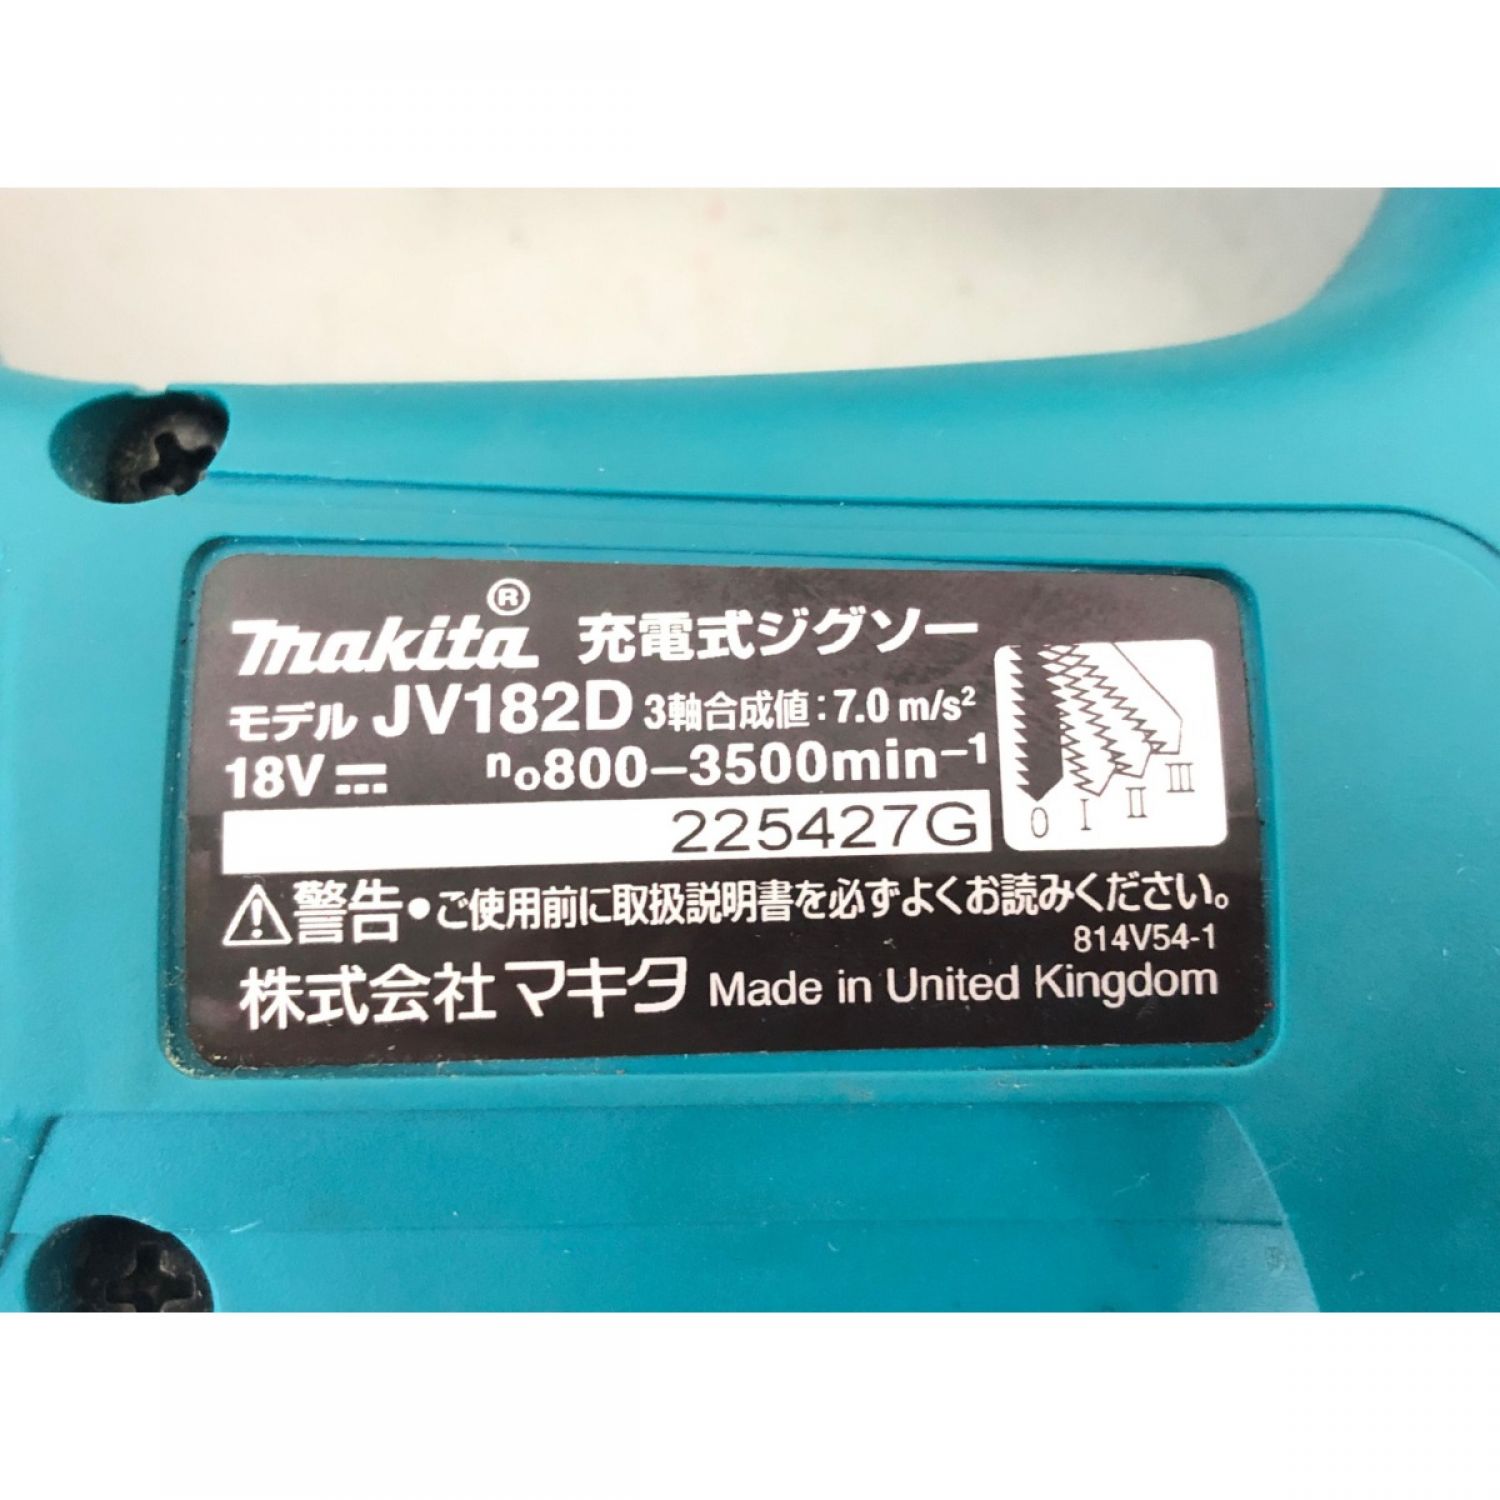 makita® 充電式ジグソー
モデル JV182D 3軸合成値:7.0 m/s²
18V⎓ n₀800–3500min⁻¹
225427G
0 I II III
⚠警告•ご使用前に取扱説明書を必ずよくお読みください。
814V54-1
株式会社マキタ Made in United Kingdom